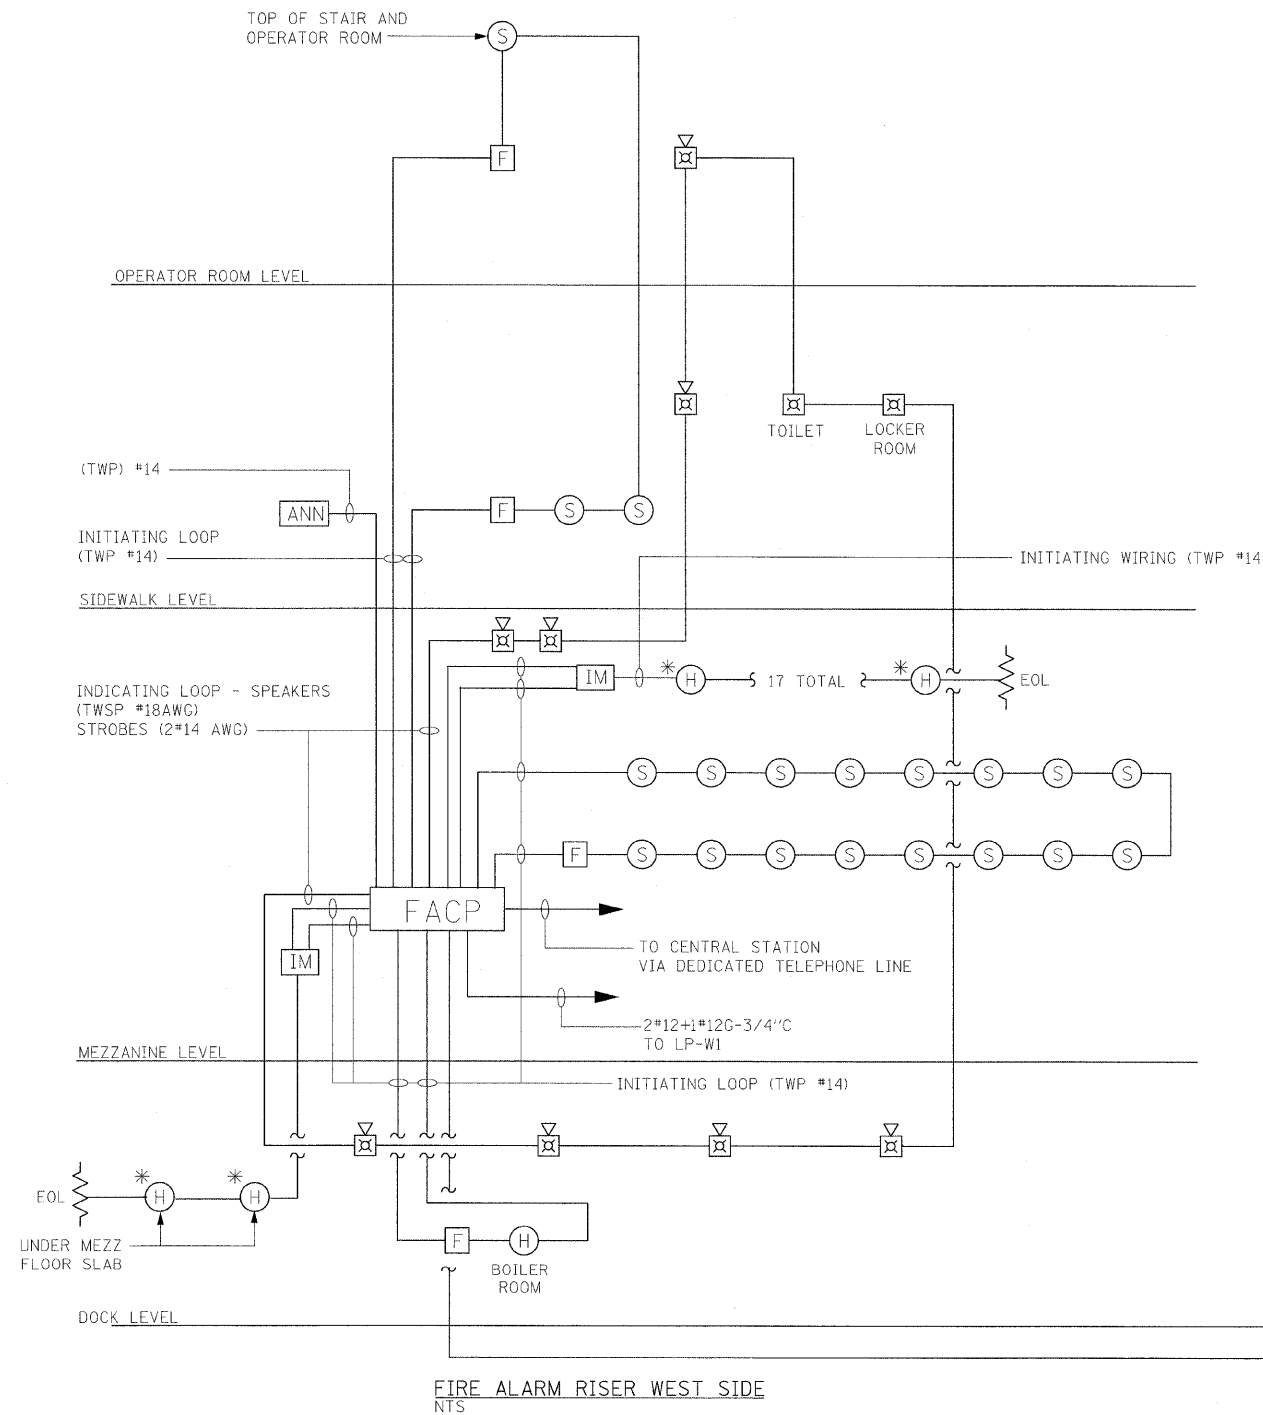 TOP OF STAIR AND
OPERATOR ROOM
S
F
OPERATOR ROOM LEVEL
TOILET
LOCKER
ROOM
(TWP) #14
ANN
F
S
S
INITIATING LOOP
(TWP #14)
INITIATING WIRING (TWP #14
SIDEWALK LEVEL
IM
* H
17 TOTAL
* H
EOL
INDICATING LOOP - SPEAKERS
(TWSP #18AWG)
STROBES (2#14 AWG)
S S S S S S S S
F S S S S S S S S
FACP
TO CENTRAL STATION
VIA DEDICATED TELEPHONE LINE
IM
2#12+1#12G-3/4''C
TO LP-W1
MEZZANINE LEVEL
INITIATING LOOP (TWP #14)
EOL
* H
* H
UNDER MEZZ
FLOOR SLAB
F
H
BOILER
ROOM
DOCK LEVEL
FIRE ALARM RISER WEST SIDE
NTS